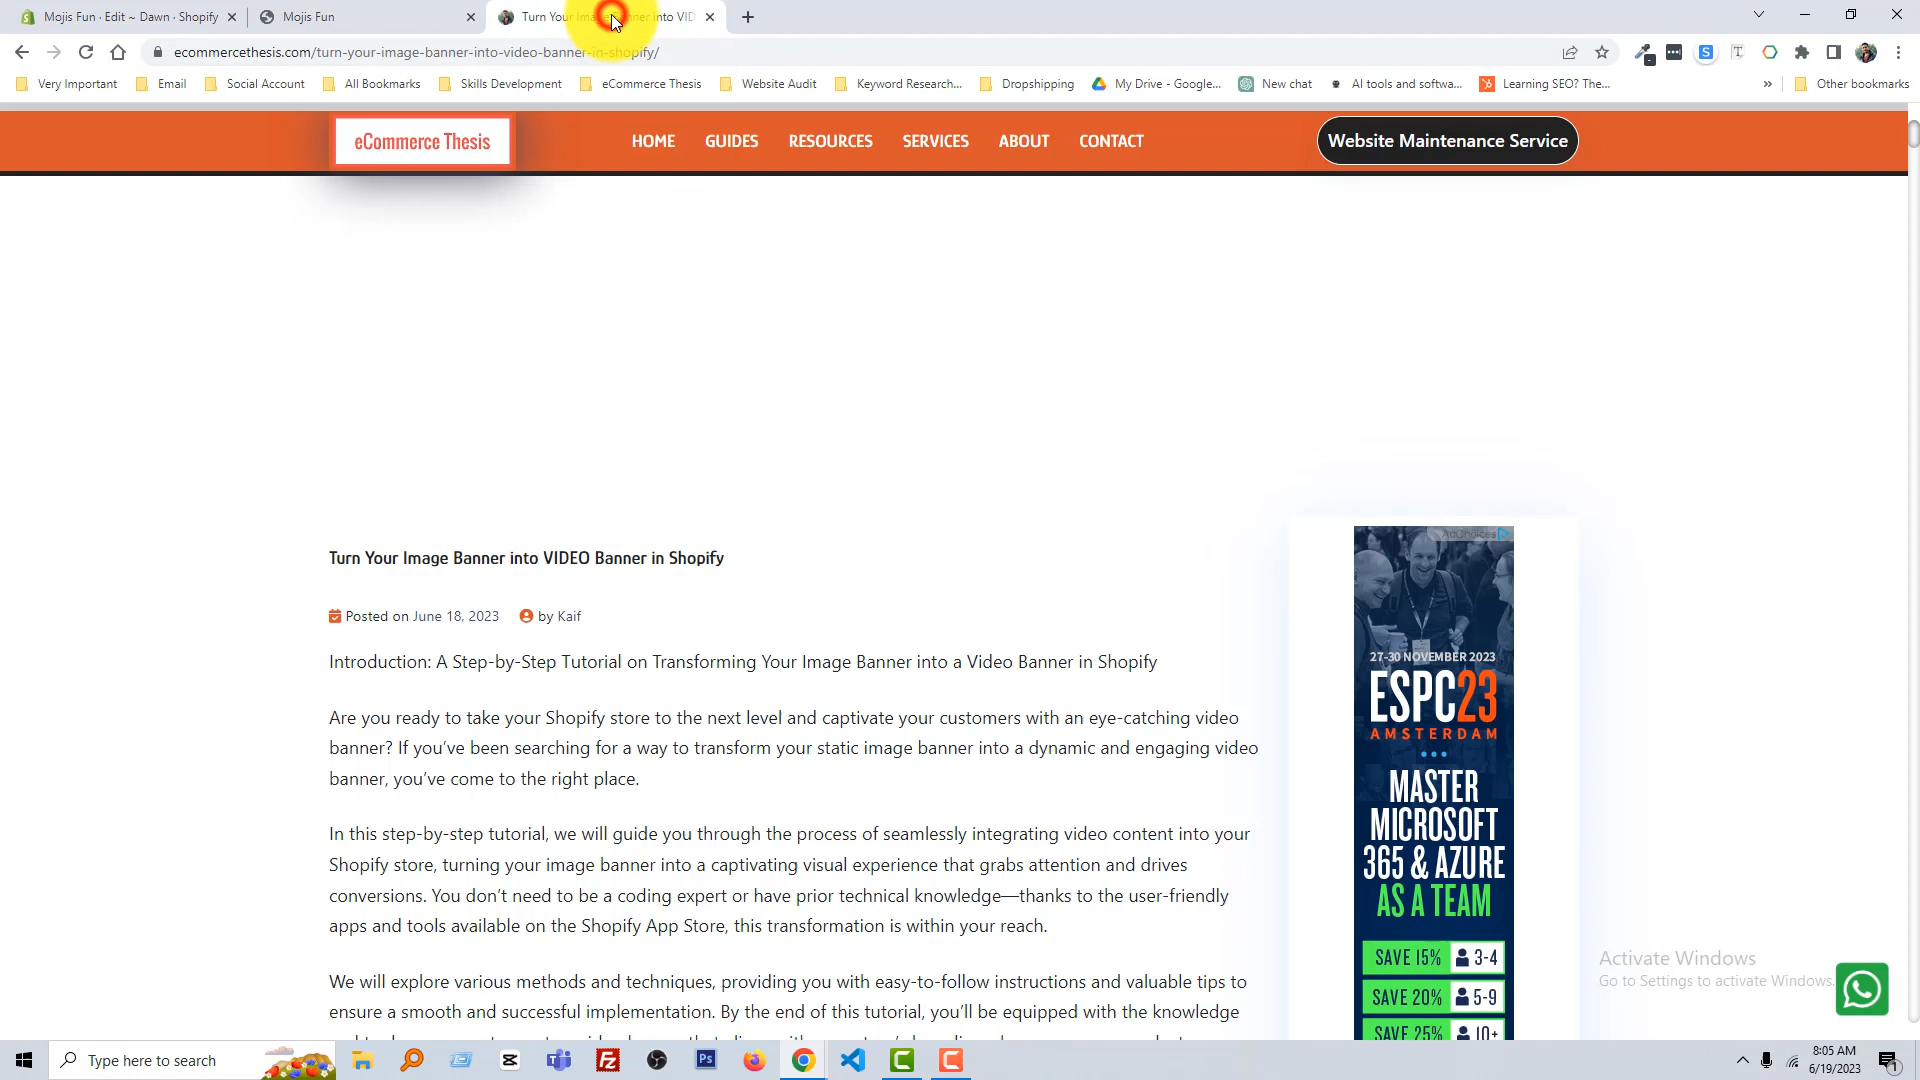 Mojis Fun · Edit ~ Dawn · Shopify
Mojis Fun
Turn Your Image Banner into VID
ecommercethesis.com/turn-your-image-banner-into-video-banner-in-shopify/
Very Important
Email
Social Account
All Bookmarks
Skills Development
eCommerce Thesis
Website Audit
Keyword Research...
Dropshipping
My Drive - Google...
New chat
AI tools and softwa...
Learning SEO? The...
»
Other bookmarks
eCommerce Thesis
HOME
GUIDES
RESOURCES
SERVICES
ABOUT
CONTACT
Website Maintenance Service
Turn Your Image Banner into VIDEO Banner in Shopify
Posted on June 18, 2023 by Kaif
Introduction: A Step-by-Step Tutorial on Transforming Your Image Banner into a Video Banner in Shopify
Are you ready to take your Shopify store to the next level and captivate your customers with an eye-catching video
banner? If you’ve been searching for a way to transform your static image banner into a dynamic and engaging video
banner, you’ve come to the right place.
In this step-by-step tutorial, we will guide you through the process of seamlessly integrating video content into your
Shopify store, turning your image banner into a captivating visual experience that grabs attention and drives
conversions. You don’t need to be a coding expert or have prior technical knowledge—thanks to the user-friendly
apps and tools available on the Shopify App Store, this transformation is within your reach.
We will explore various methods and techniques, providing you with easy-to-follow instructions and valuable tips to
ensure a smooth and successful implementation. By the end of this tutorial, you’ll be equipped with the knowledge
AdChoices
27-30 NOVEMBER 2023
ESPC23
AMSTERDAM
MASTER
MICROSOFT
365 & AZURE
AS A TEAM
SAVE 15% 3-4
SAVE 20% 5-9
SAVE 25% 10+
Activate Windows
Go to Settings to activate Windows.
Type here to search
8:05 AM
6/19/2023